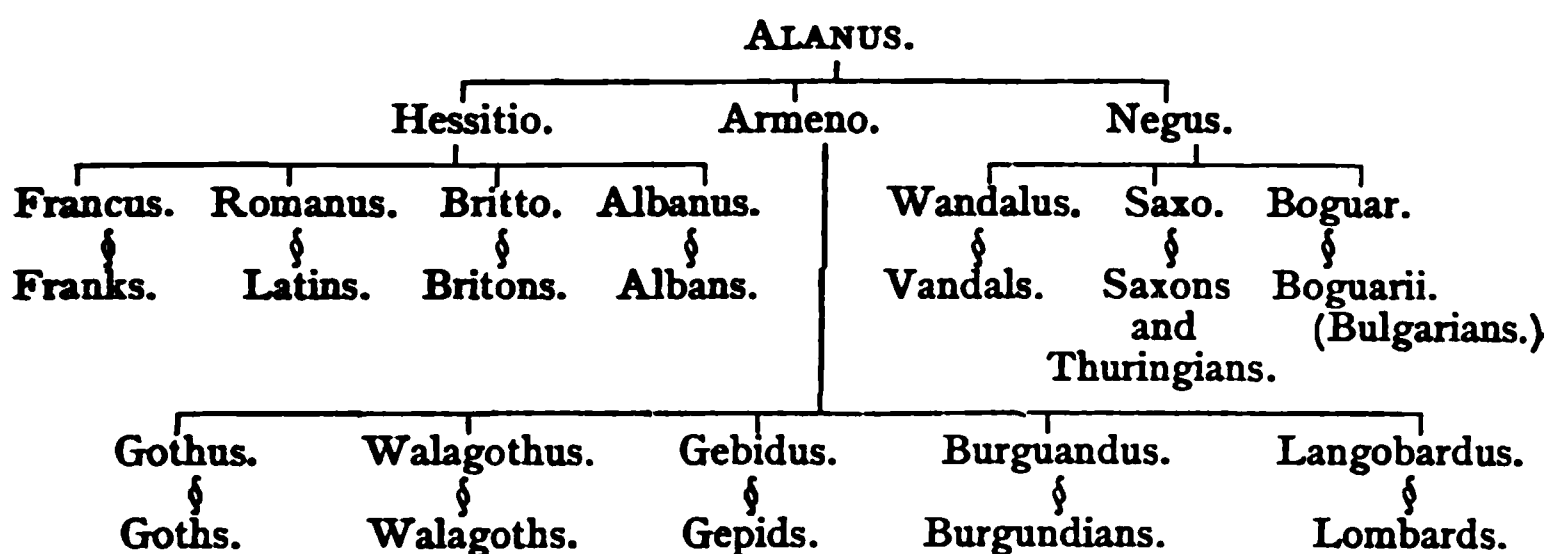 ALANUS.
Hessitio. Armeno. Negus.
Francus. Romanus. Britto. Albanus. Wandalus. Saxo. Boguar.
§ § § § § § §
Franks. Latins. Britons. Albans. Vandals. Saxons Boguarii.
and (Bulgarians.)
Thuringians.
Gothus. Walagothus. Gebidus. Burguandus. Langobardus.
§ § § § §
Goths. Walagoths. Gepids. Burgundians. Lombards.